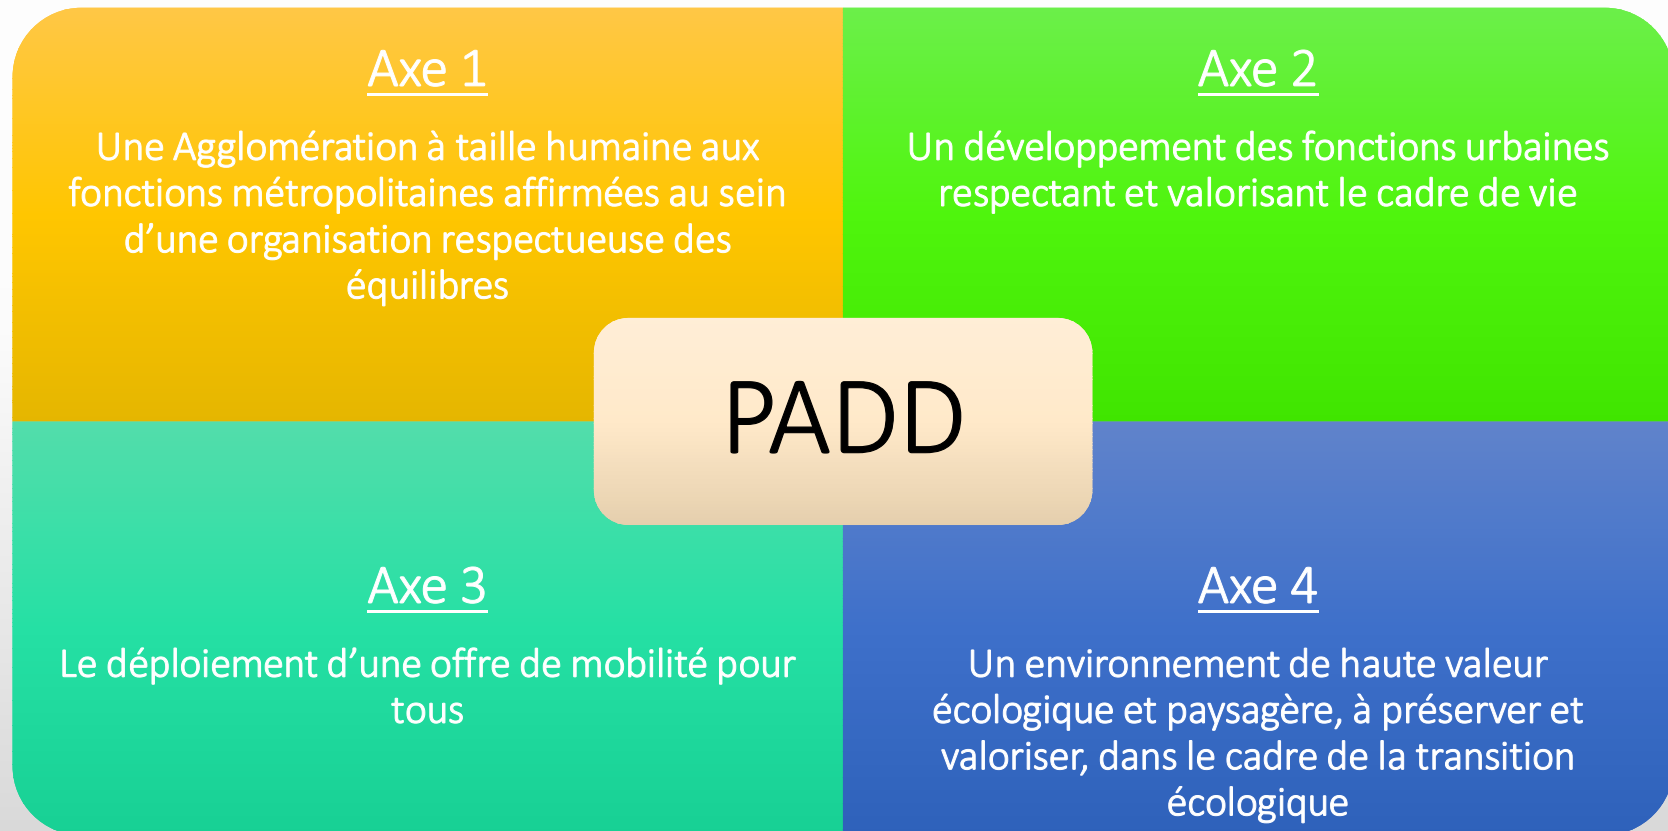 Axe 1
Une Agglomération à taille humaine aux
fonctions métropolitaines affirmées au sein
d’une organisation respectueuse des
équilibres
Axe 2
Un développement des fonctions urbaines
respectant et valorisant le cadre de vie
PADD
Axe 3
Le déploiement d’une offre de mobilité pour
tous
Axe 4
Un environnement de haute valeur
écologique et paysagère, à préserver et
valoriser, dans le cadre de la transition
écologique